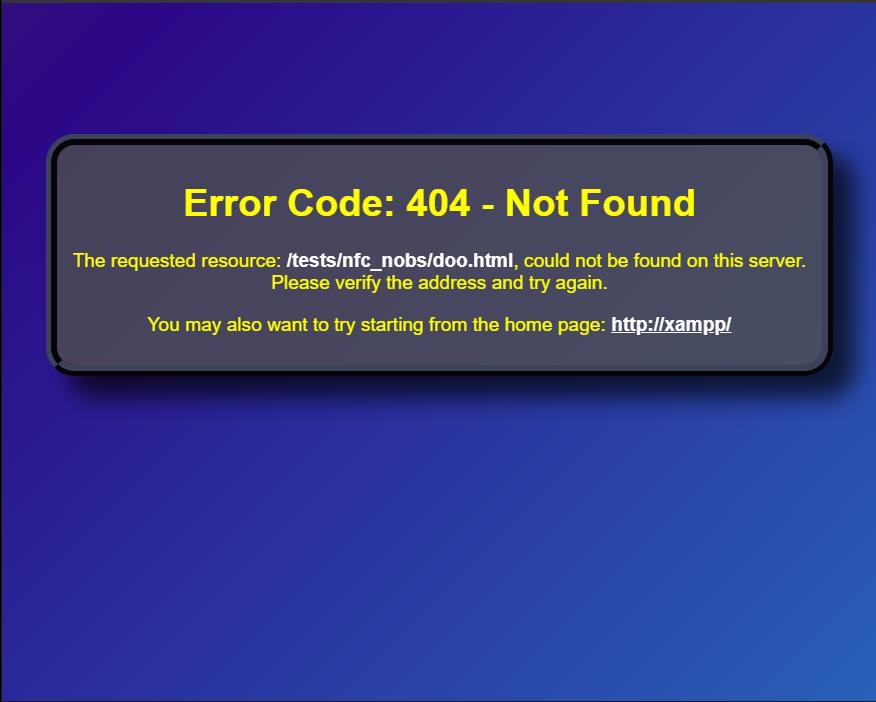 Error Code: 404 - Not Found
The requested resource: /tests/nfc_nobs/doo.html, could not be found on this server.
Please verify the address and try again.
You may also want to try starting from the home page: http://xampp/